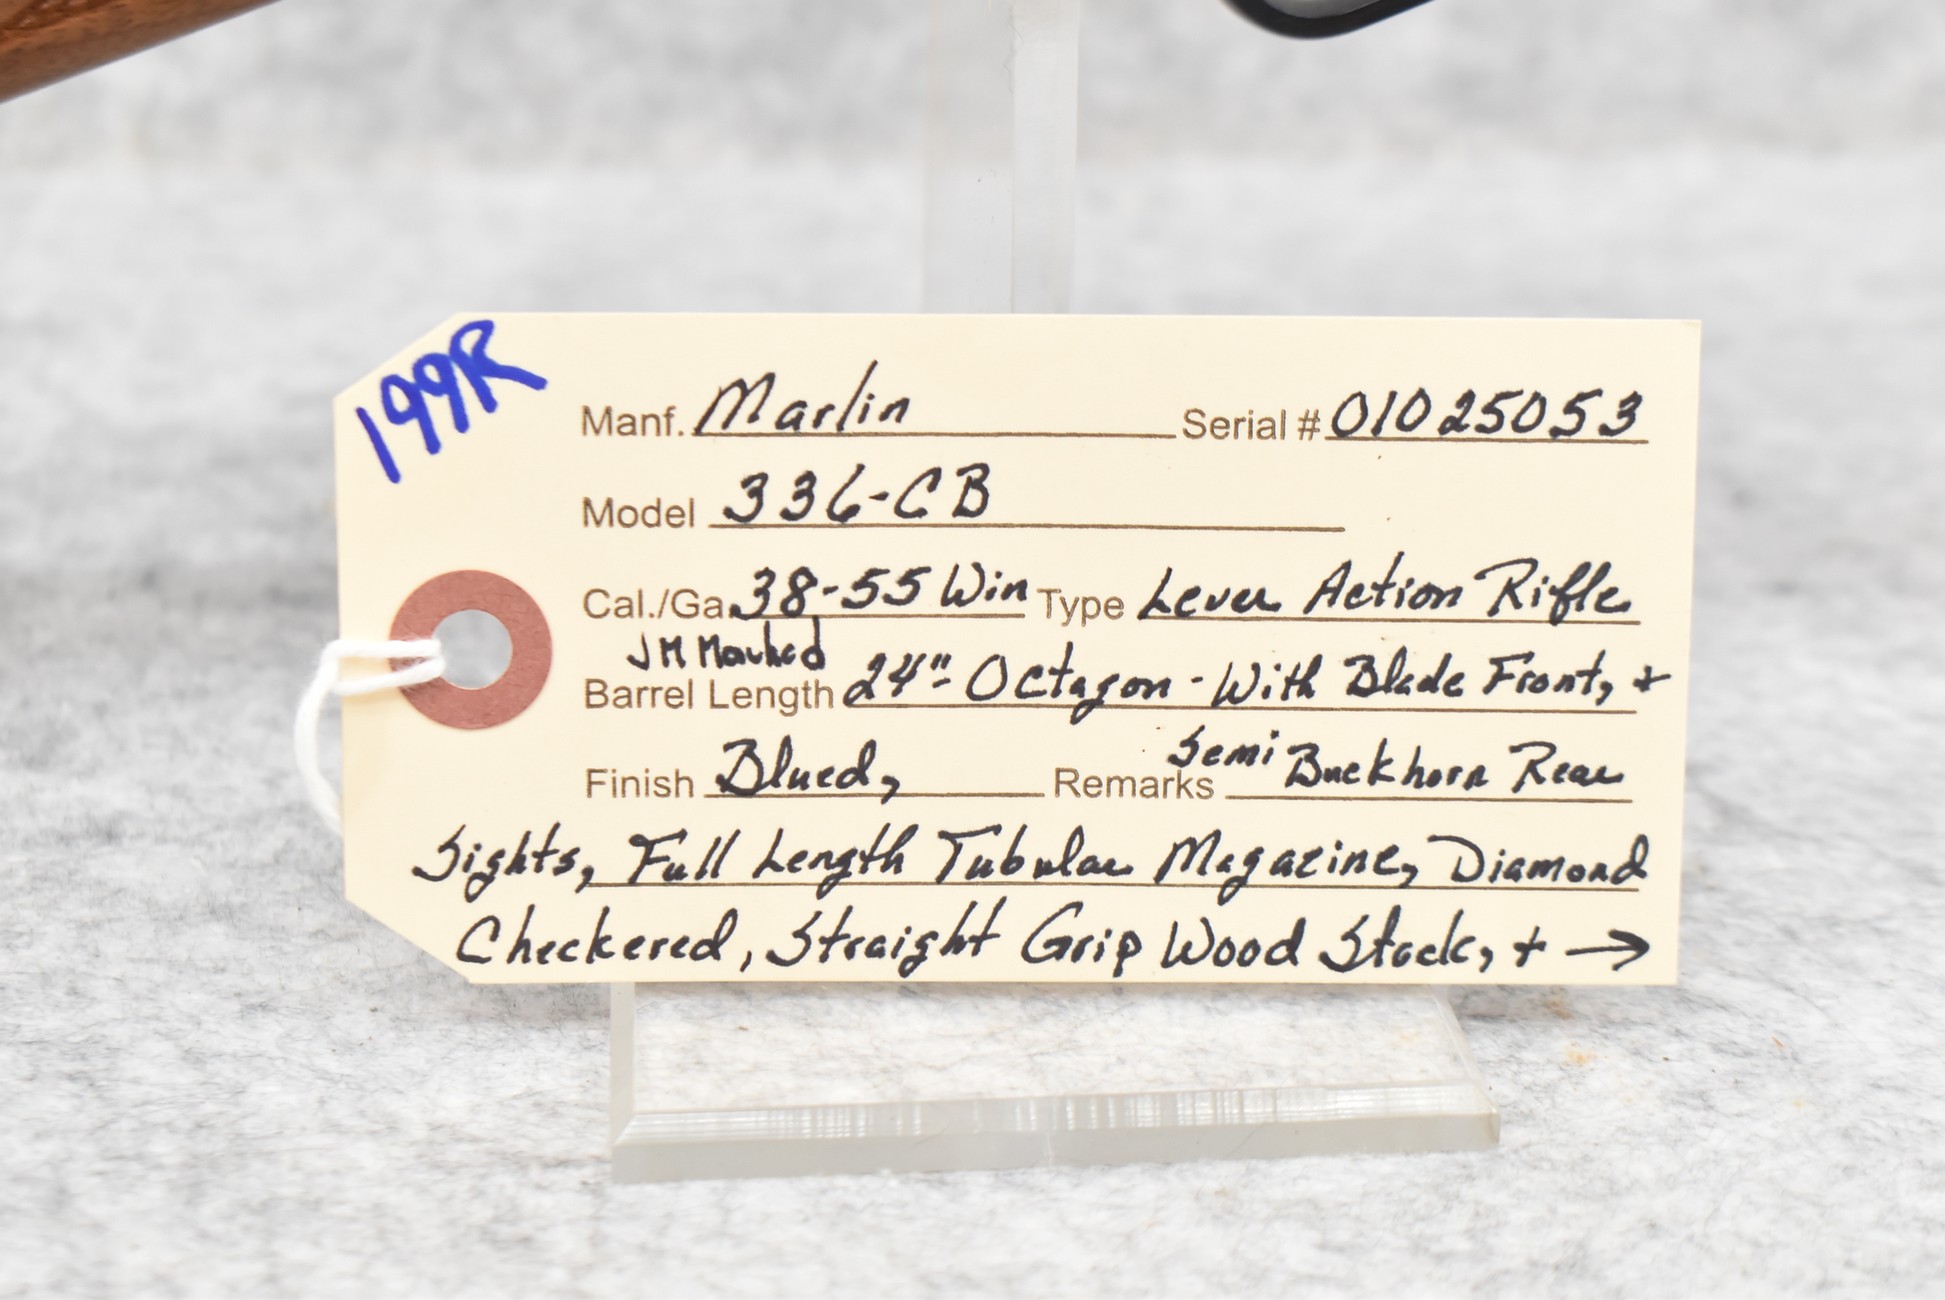 199R
Manf. Marlin Serial # 01025053
Model 336-CB
Cal./Ga. 38-55 Win Type Lever Action Rifle
JM Marked
Barrel Length 24"- Octagon - With Blade Front, +
Finish Blued, Remarks Semi Buckhorn Rear
Sights, Full Length Tubular Magazine, Diamond
Checkered, Straight Grip Wood Stock, + →